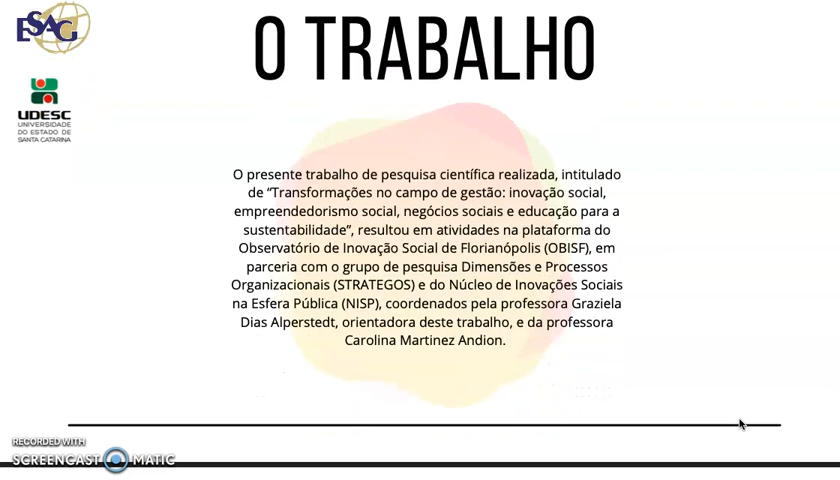 ESAG
O TRABALHO
UDESC
UNIVERSIDADE
DO ESTADO DE
SANTA CATARINA
O presente trabalho de pesquisa científica realizada, intitulado
de “Transformações no campo de gestão: inovação social,
empreendedorismo social, negócios sociais e educação para a
sustentabilidade”, resultou em atividades na plataforma do
Observatório de Inovação Social de Florianópolis (OBISF), em
parceria com o grupo de pesquisa Dimensões e Processos
Organizacionais (STRATEGOS) e do Núcleo de Inovações Sociais
na Esfera Pública (NISP), coordenados pela professora Graziela
Dias Alperstedt, orientadora deste trabalho, e da professora
Carolina Martinez Andion.
RECORDED WITH
SCREENCAST MATIC